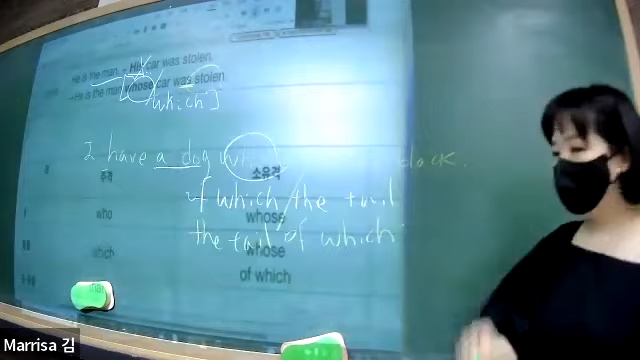 He is the man. His car was stolen.
→He is the man whose car was stolen
which]
I have a dog black.
주격 소유격
of which the tail
who whose
the tail of which
which whose
of which
Marrisa 김